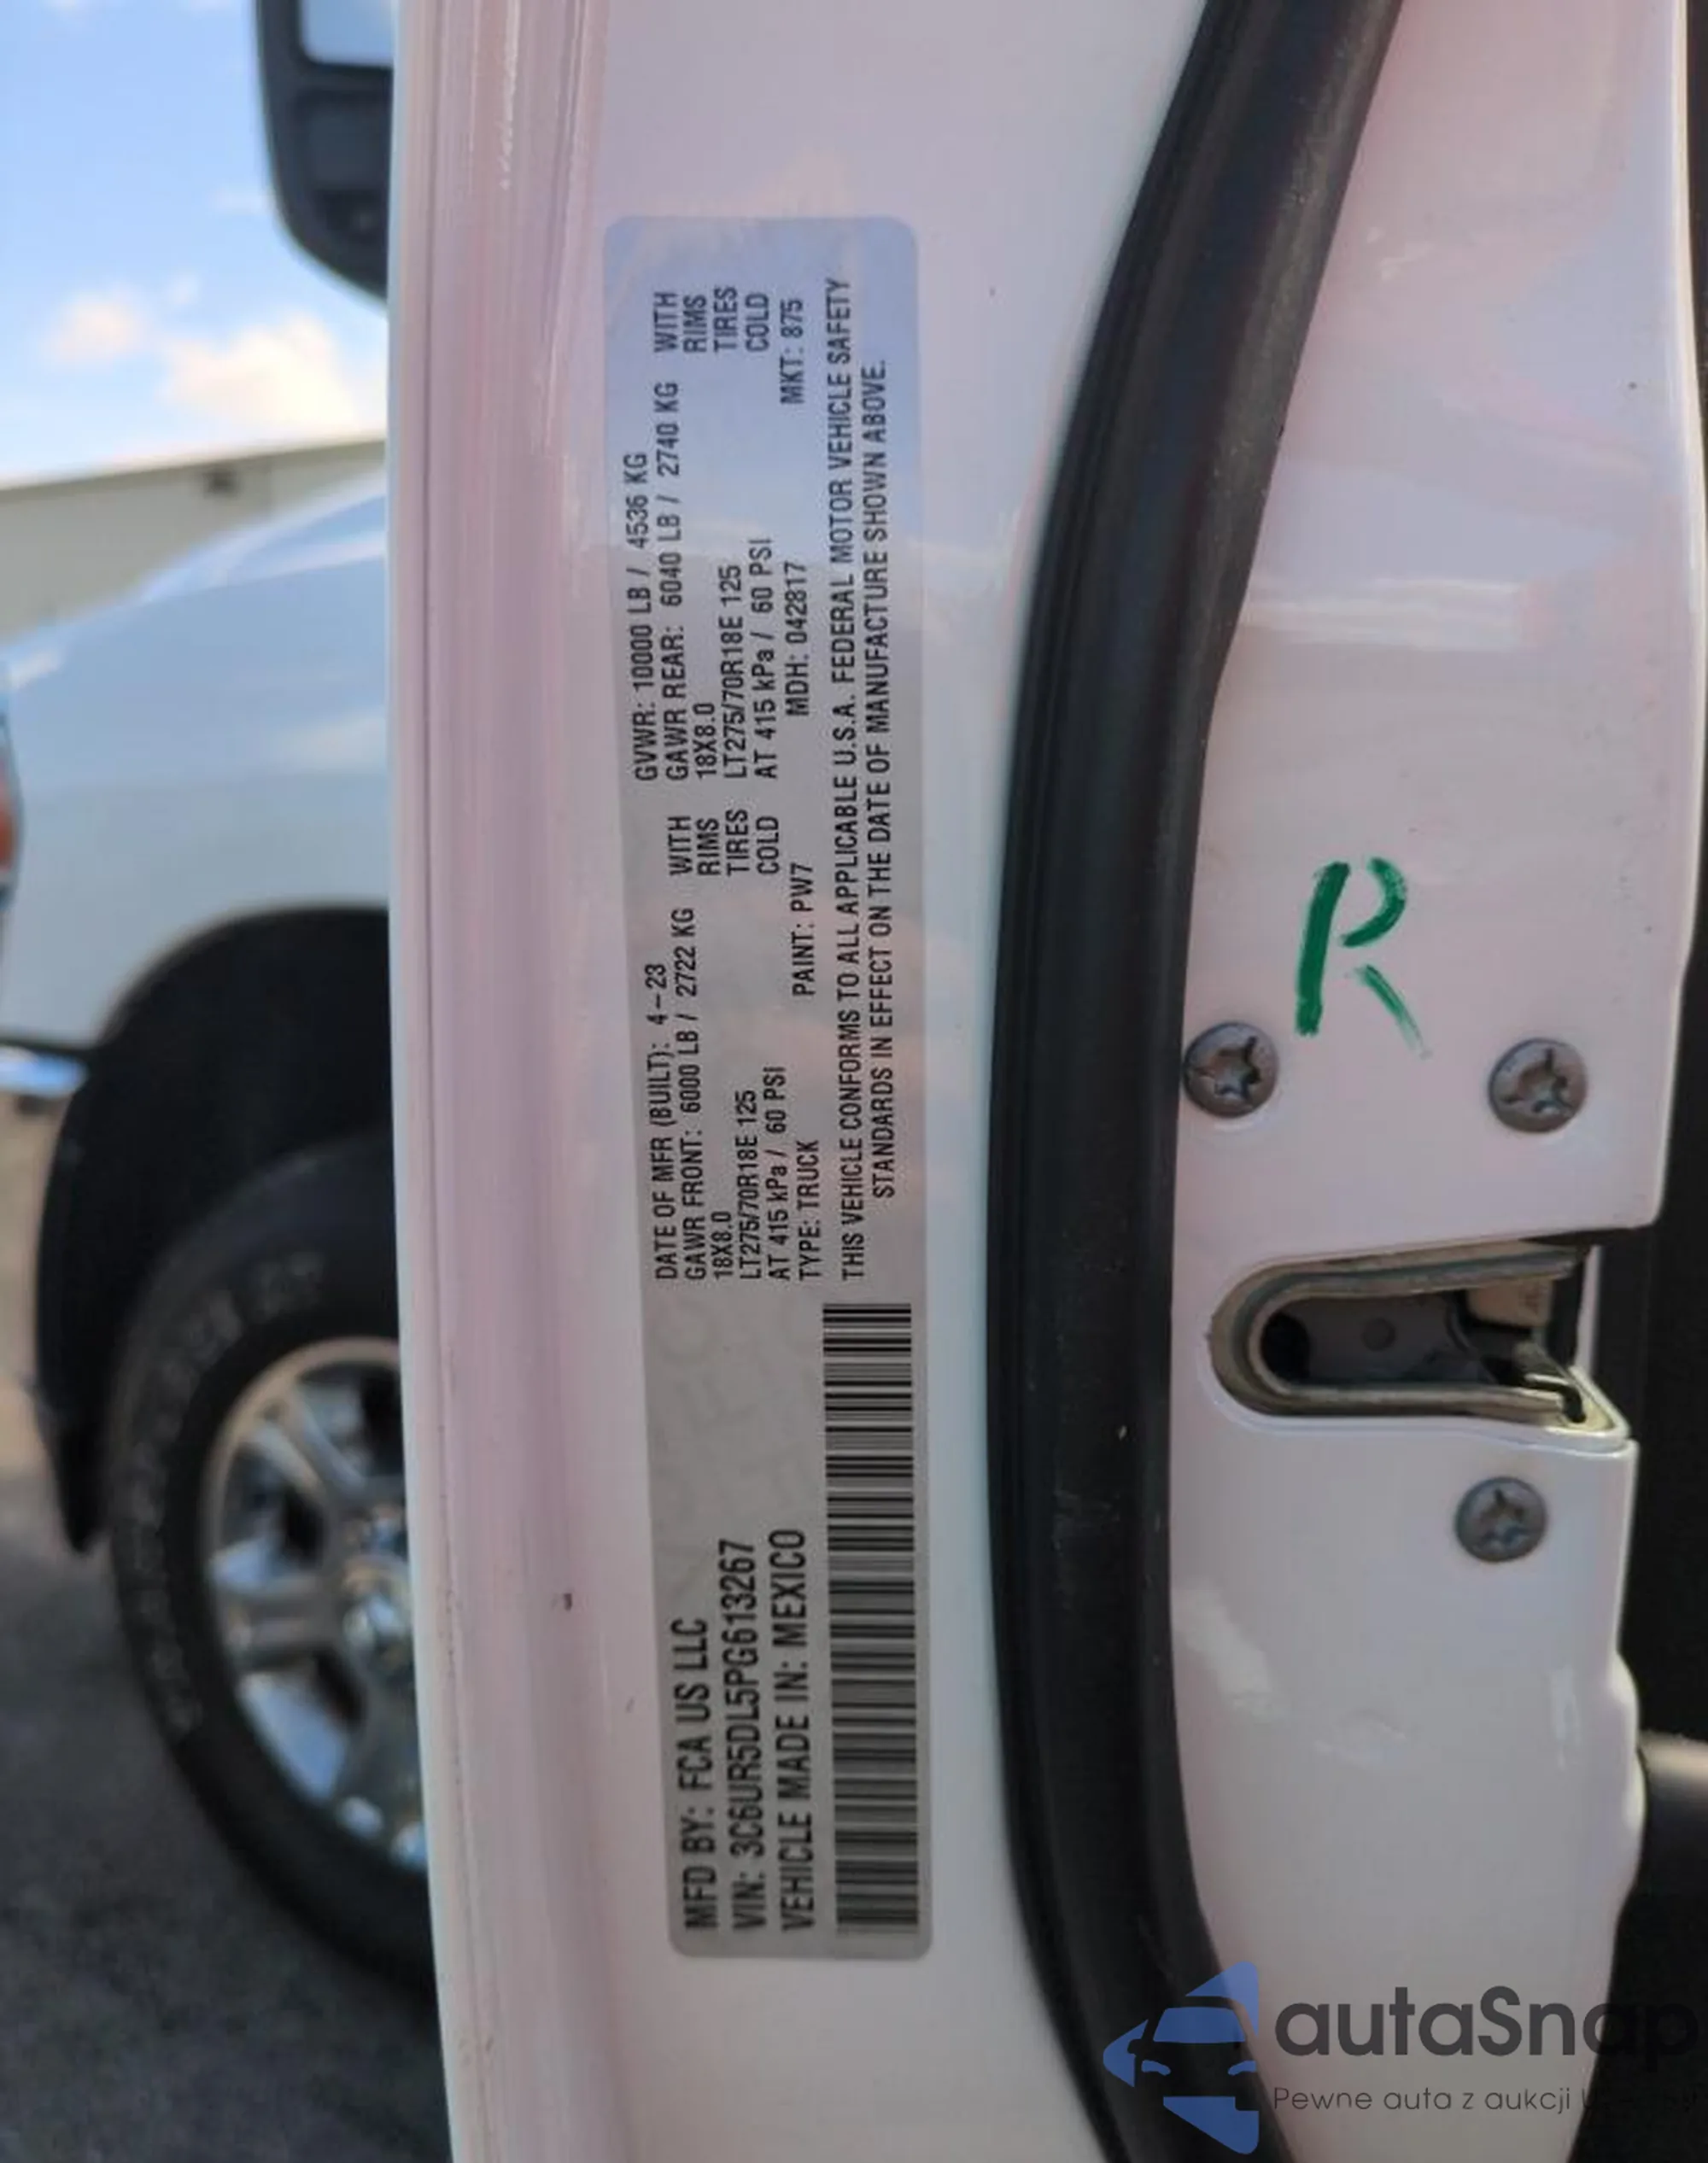 MFD BY: FCA US LLC
VIN: 3C6UR5DL5PG613267
VEHICLE MADE IN: MEXICO
DATE OF MFR (BUILT): 4-23 GVWR: 10000 LB / 4536 KG
GAWR FRONT: 6000 LB / 2722 KG WITH GAWR REAR: 6040 LB / 2740 KG WITH
18X8.0 RIMS 18X8.0 RIMS
LT275/70R18E 125 TIRES LT275/70R18E 125 TIRES
AT 415 kPa / 60 PSI COLD AT 415 kPa / 60 PSI COLD
TYPE: TRUCK PAINT: PW7 MDH: 042817 MKT: 875
THIS VEHICLE CONFORMS TO ALL APPLICABLE U.S.A. FEDERAL MOTOR VEHICLE SAFETY
STANDARDS IN EFFECT ON THE DATE OF MANUFACTURE SHOWN ABOVE.
R
autaSnap
Pewne auta z aukcji